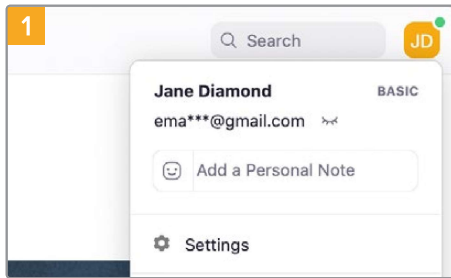 1
Search
JD
Jane Diamond BASIC
ema***@gmail.com
Add a Personal Note
Settings